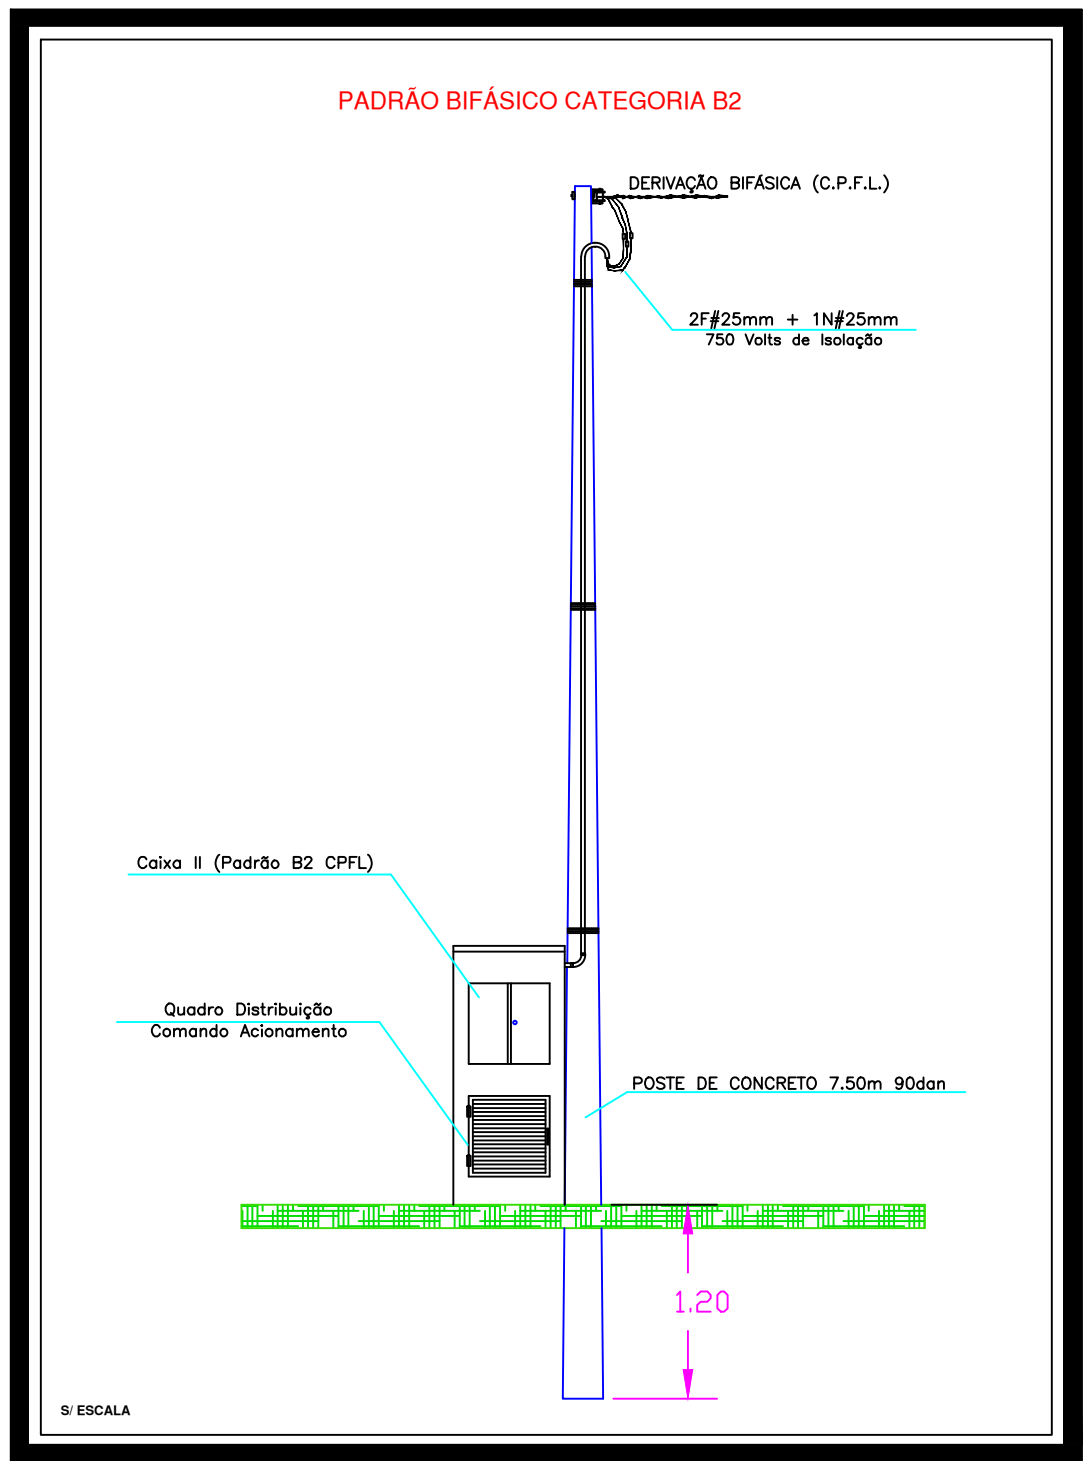 PADRÃO BIFÁSICO CATEGORIA B2
DERIVAÇÃO BIFÁSICA (C.P.F.L.)
2F#25mm + 1N#25mm
750 Volts de Isolação
Caixa II (Padrão B2 CPFL)
Quadro Distribuição
Comando Acionamento
POSTE DE CONCRETO 7.50m 90dan
1.20
S/ ESCALA